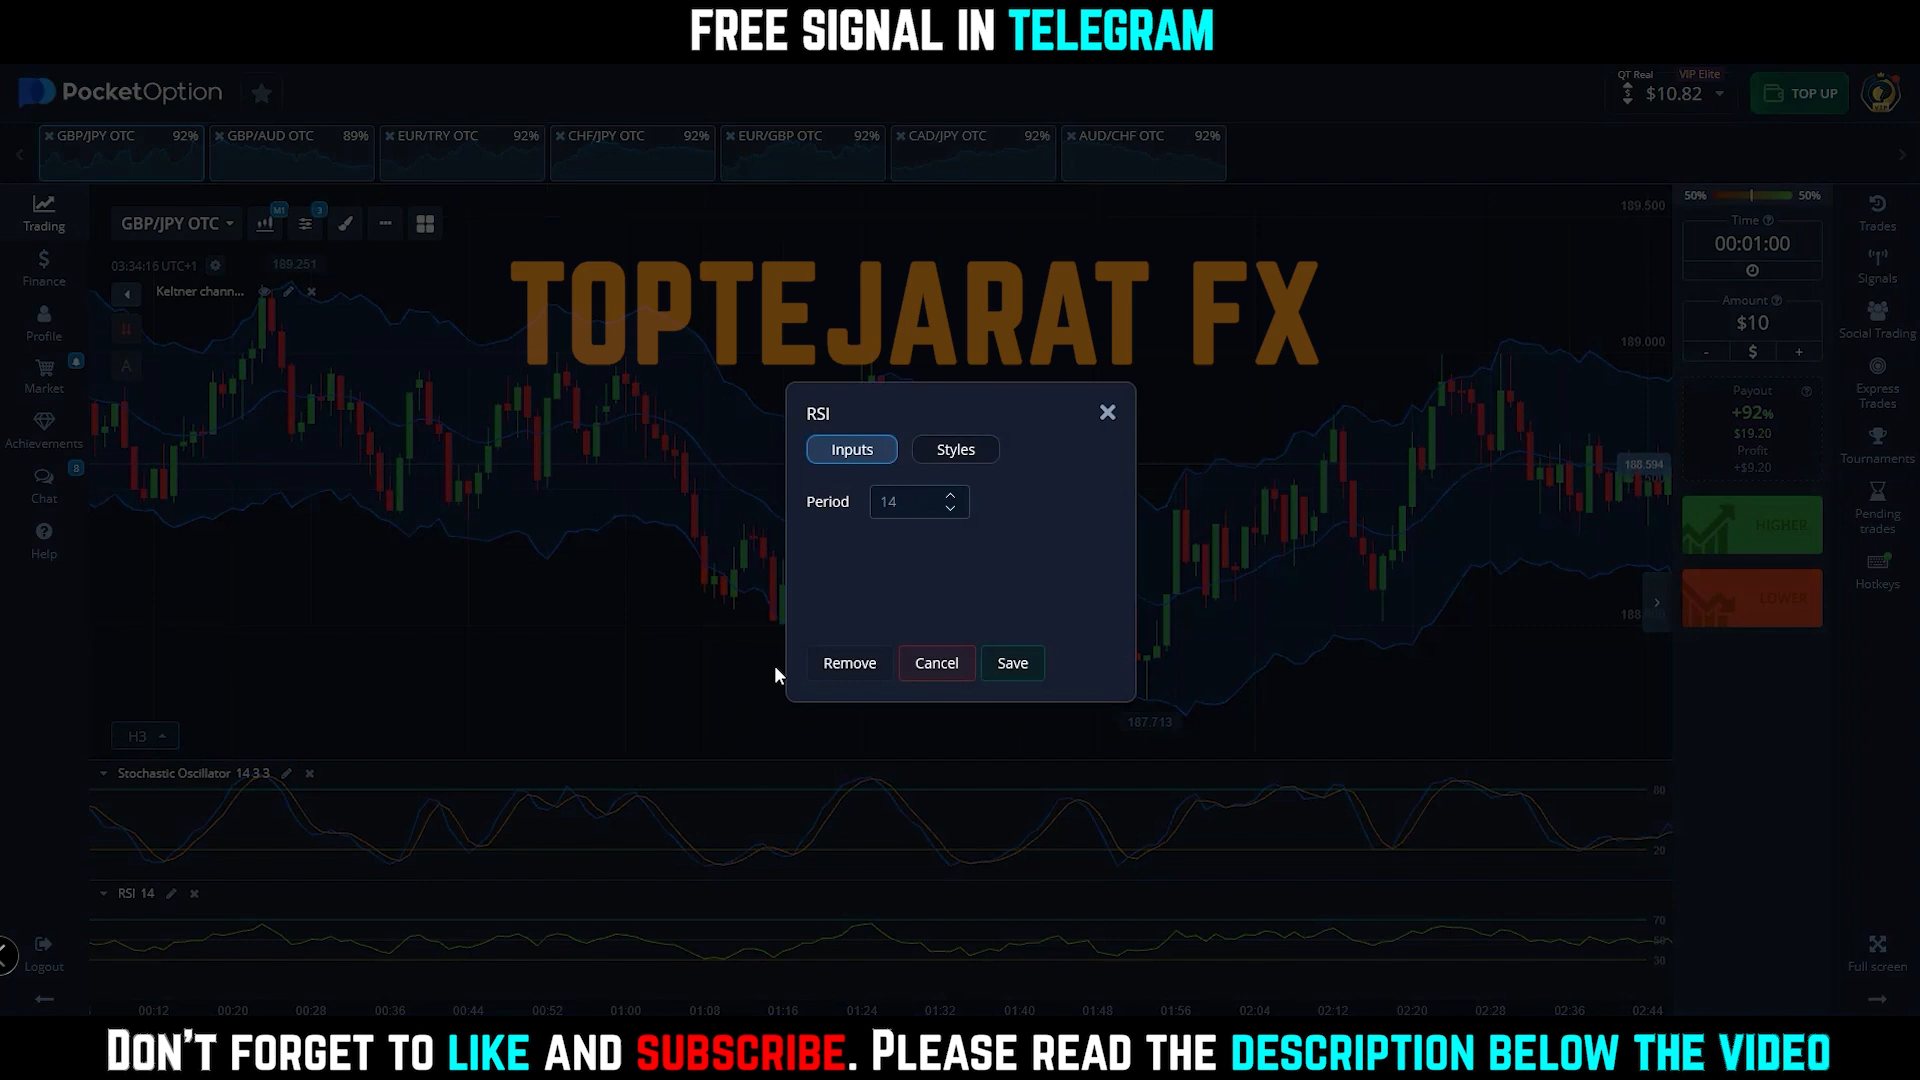 FREE SIGNAL IN TELEGRAM
PocketOption
QT Real VIP Elite
$10.82
TOP UP
GBP/JPY OTC 92%
GBP/AUD OTC 89%
EUR/TRY OTC 92%
CHF/JPY OTC 92%
EUR/GBP OTC 92%
CAD/JPY OTC 92%
AUD/CHF OTC 92%
Trading
Finance
Profile
Market
Achievements
8
Chat
Help
Logout
GBP/JPY OTC
M1
3
03:34:16 UTC+1
189.251
Keltner chann...
A
TOPTEJARAT FX
RSI
Inputs
Styles
Period 14
Remove
Cancel
Save
187.713
H3
Stochastic Oscillator 14 3 3
80
20
RSI 14
70
50
30
00:12 00:20 00:28 00:36 00:44 00:52 01:00 01:08 01:16 01:24 01:32 01:40 01:48 01:56 02:04 02:12 02:20 02:28 02:36 02:44
189.500
189.000
188.594
50% 50%
Time
00:01:00
Amount
$10
- $ +
Payout
+92%
$19.20
Profit
+$9.20
HIGHER
LOWER
Trades
Signals
Social Trading
Express
Trades
Tournaments
Pending
trades
Hotkeys
Full screen
DON'T FORGET TO LIKE AND SUBSCRIBE. PLEASE READ THE DESCRIPTION BELOW THE VIDEO